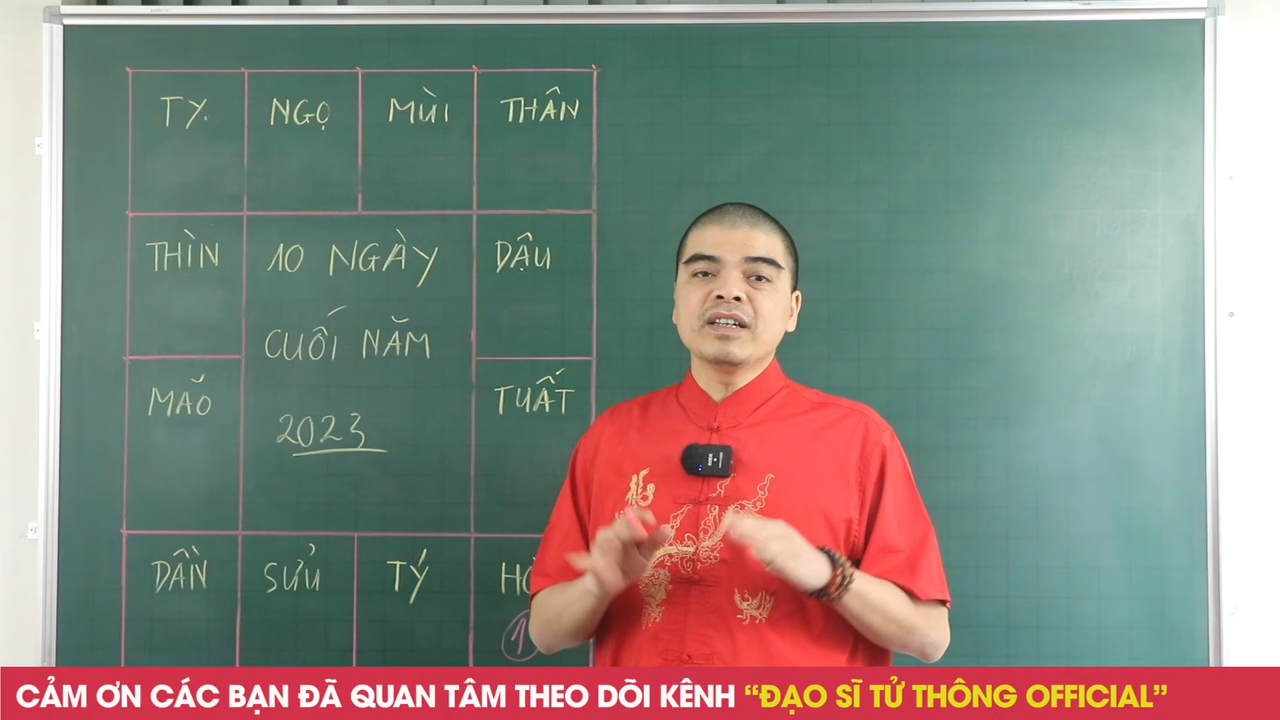 TỴ NGỌ MÙI THÂN
THÌN 10 NGÀY DẬU
CUỐI NĂM
MÃO TUẤT
2023
DẦN SỬU TÝ
1
CẢM ƠN CÁC BẠN ĐÃ QUAN TÂM THEO DÕI KÊNH “ĐẠO SĨ TỬ THÔNG OFFICIAL”